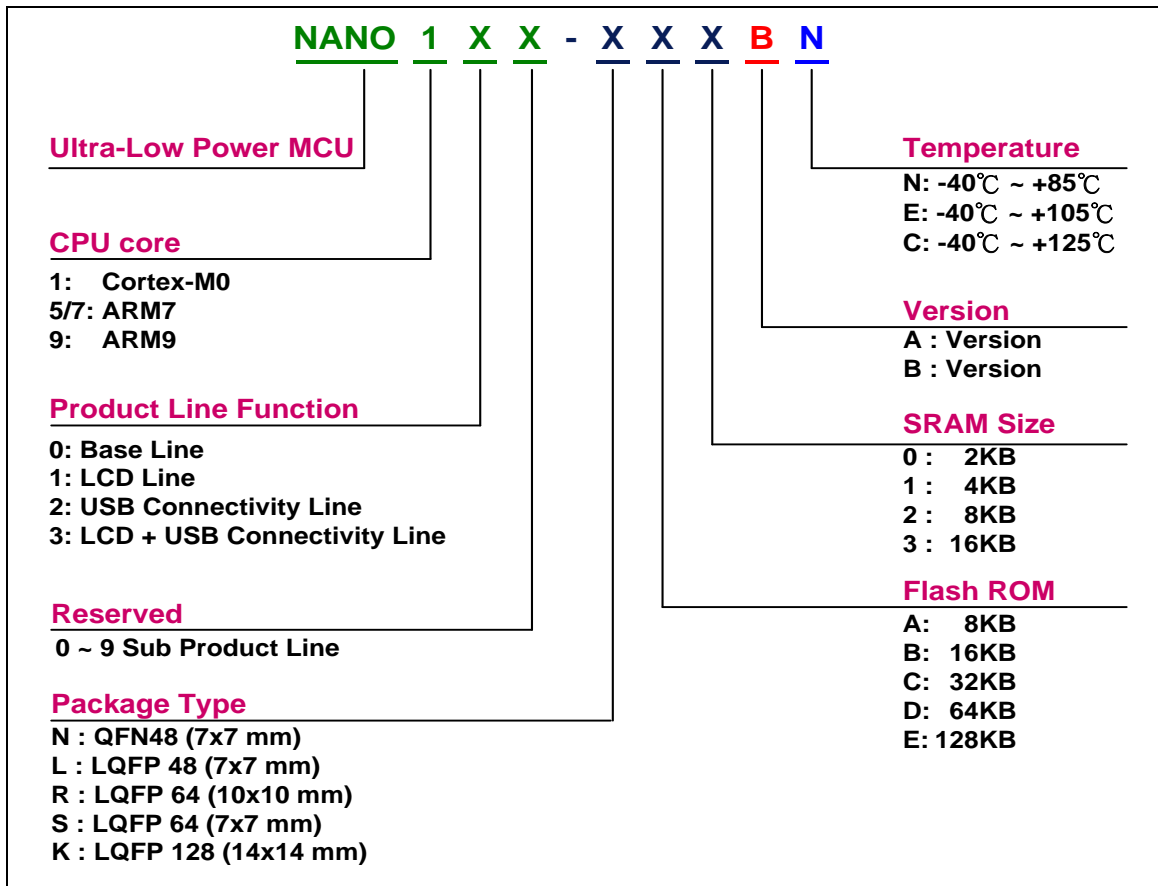 NANO 1 X X - X X X B N
Ultra-Low Power MCU
CPU core
1: Cortex-M0
5/7: ARM7
9: ARM9
Product Line Function
0: Base Line
1: LCD Line
2: USB Connectivity Line
3: LCD + USB Connectivity Line
Reserved
0 ~ 9 Sub Product Line
Package Type
N : QFN48 (7x7 mm)
L : LQFP 48 (7x7 mm)
R : LQFP 64 (10x10 mm)
S : LQFP 64 (7x7 mm)
K : LQFP 128 (14x14 mm)
Temperature
N: -40℃ ~ +85℃
E: -40℃ ~ +105℃
C: -40℃ ~ +125℃
Version
A : Version
B : Version
SRAM Size
0 : 2KB
1 : 4KB
2 : 8KB
3 : 16KB
Flash ROM
A: 8KB
B: 16KB
C: 32KB
D: 64KB
E: 128KB